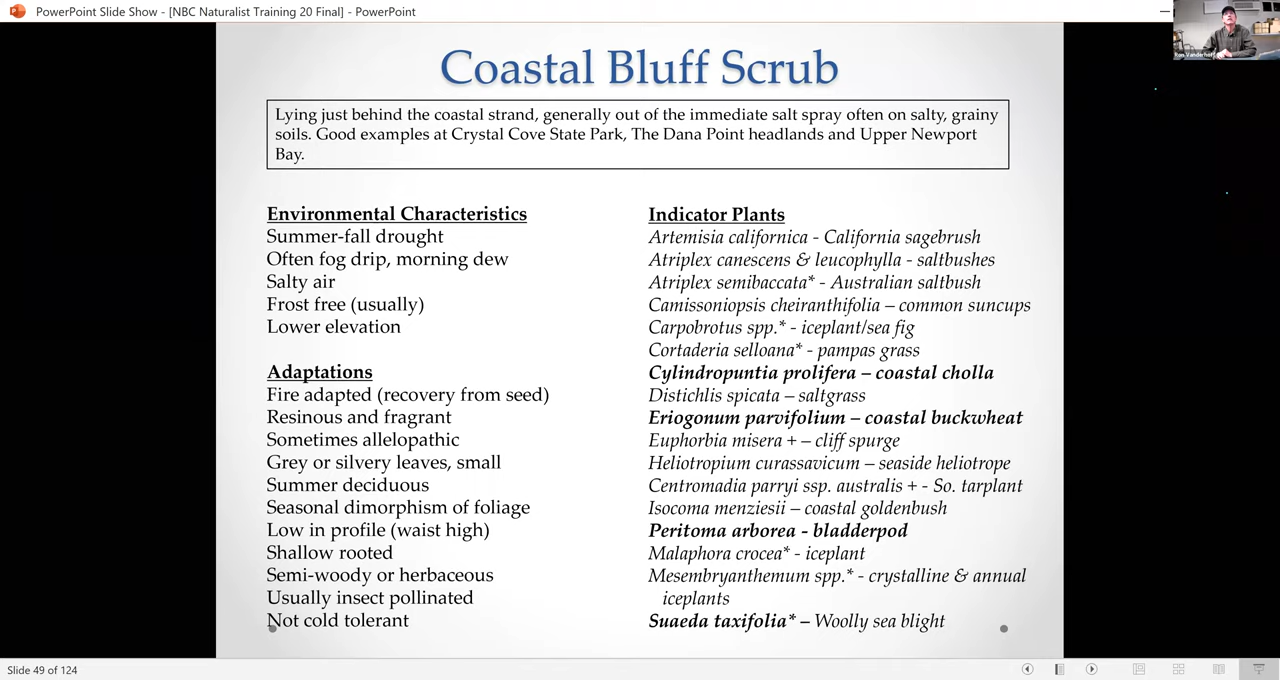 PowerPoint Slide Show - [NBC Naturalist Training 20 Final] - PowerPoint
Coastal Bluff Scrub
Lying just behind the coastal strand, generally out of the immediate salt spray often on salty, grainy
soils. Good examples at Crystal Cove State Park, The Dana Point headlands and Upper Newport
Bay.
Environmental Characteristics
Summer-fall drought
Often fog drip, morning dew
Salty air
Frost free (usually)
Lower elevation
Adaptations
Fire adapted (recovery from seed)
Resinous and fragrant
Sometimes allelopathic
Grey or silvery leaves, small
Summer deciduous
Seasonal dimorphism of foliage
Low in profile (waist high)
Shallow rooted
Semi-woody or herbaceous
Usually insect pollinated
Not cold tolerant
Indicator Plants
Artemisia californica - California sagebrush
Atriplex canescens & leucophylla - saltbushes
Atriplex semibaccata* - Australian saltbush
Camissoniopsis cheiranthifolia – common suncups
Carpobrotus spp.* - iceplant/sea fig
Cortaderia selloana* - pampas grass
Cylindropuntia prolifera – coastal cholla
Distichlis spicata – saltgrass
Eriogonum parvifolium – coastal buckwheat
Euphorbia misera + – cliff spurge
Heliotropium curassavicum – seaside heliotrope
Centromadia parryi ssp. australis + - So. tarplant
Isocoma menziesii – coastal goldenbush
Peritoma arborea - bladderpod
Malaphora crocea* - iceplant
Mesembryanthemum spp.* - crystalline & annual
iceplants
Suaeda taxifolia* – Woolly sea blight
Slide 49 of 124